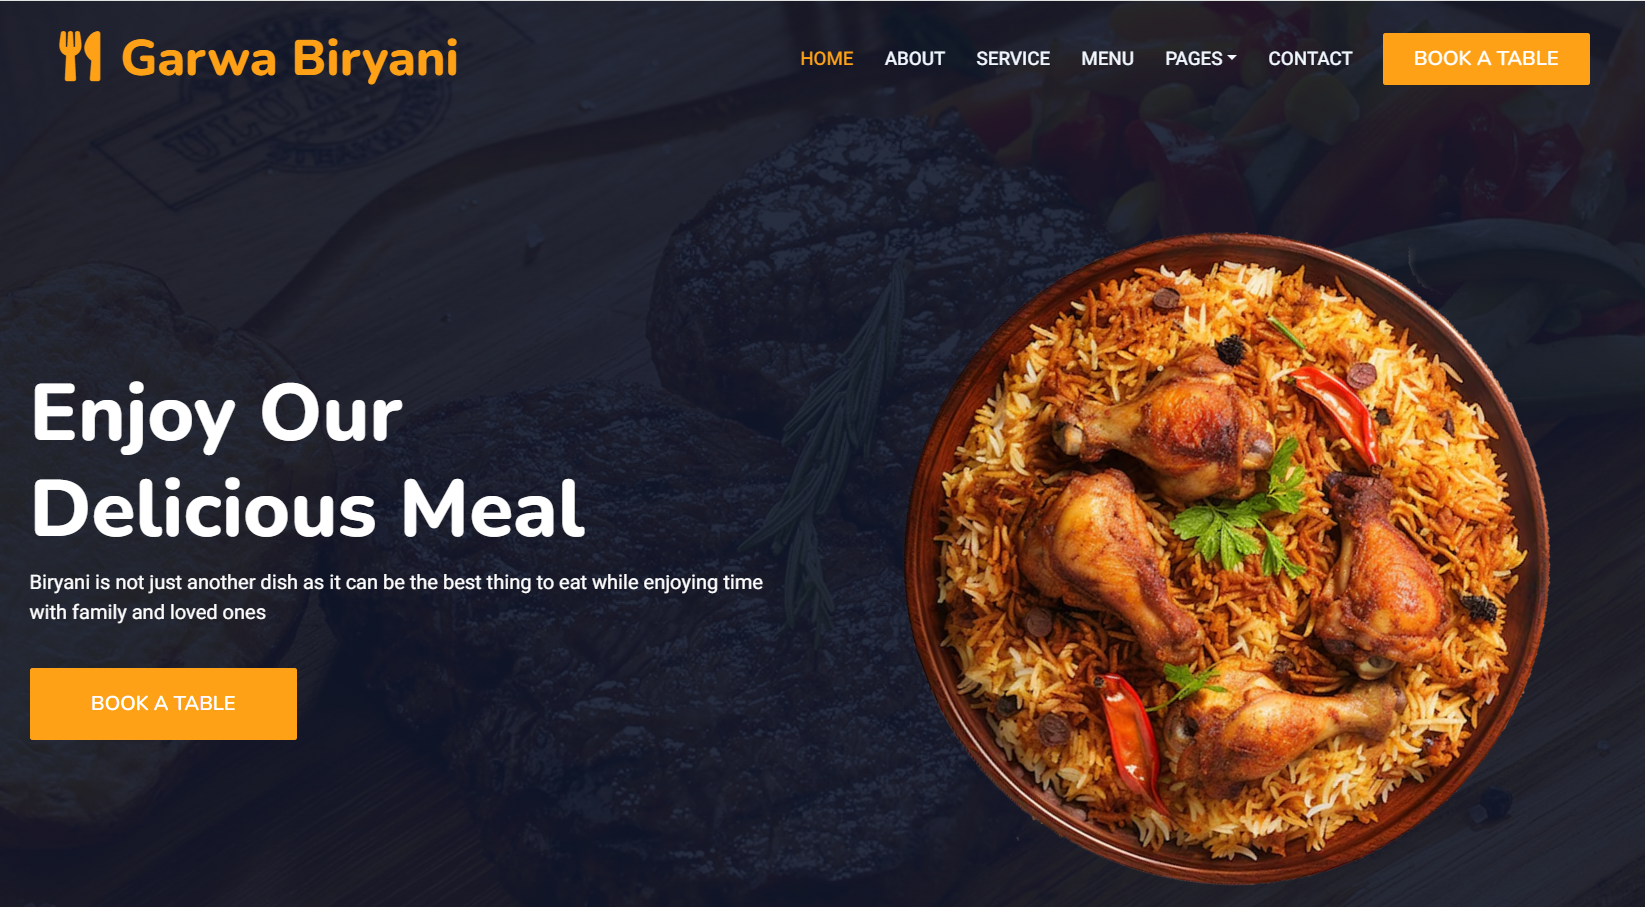 Garwa Biryani
HOME ABOUT SERVICE MENU PAGES CONTACT BOOK A TABLE
Enjoy Our
Delicious Meal
Biryani is not just another dish as it can be the best thing to eat while enjoying time
with family and loved ones
BOOK A TABLE